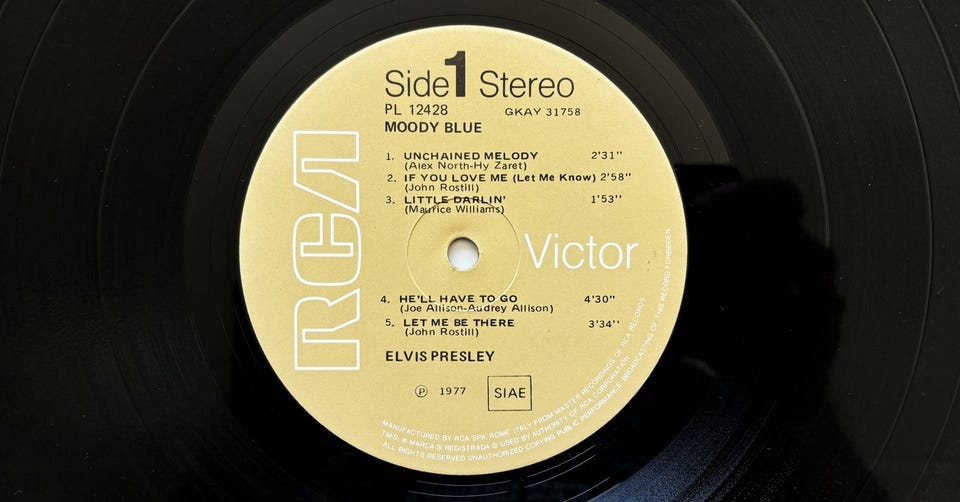 Side 1 Stereo
PL 12428 GKAY 31758
MOODY BLUE
1. UNCHAINED MELODY 2'31"
(Alex North-Hy Zaret)
2. IF YOU LOVE ME (Let Me Know) 2'58"
(John Rostill)
3. LITTLE DARLIN' 1'53"
(Maurice Williams)
RCA
Victor
4. HE'LL HAVE TO GO 4'30"
(Joe Allison-Audrey Allison)
5. LET ME BE THERE 3'34"
(John Rostill)
ELVIS PRESLEY
Ⓟ 1977 SIAE
MANUFACTURED BY RCA SPA, ROME, ITALY FROM MASTER RECORDINGS OF RCA RECORDS
TMS. ® MARCA(S) REGISTRADA(S) USED BY AUTHORITY OF RCA CORPORATION
ALL RIGHTS RESERVED UNAUTHORIZED COPYING PUBLIC PERFORMANCE BROADCASTING OF THIS RECORD FORBIDDEN